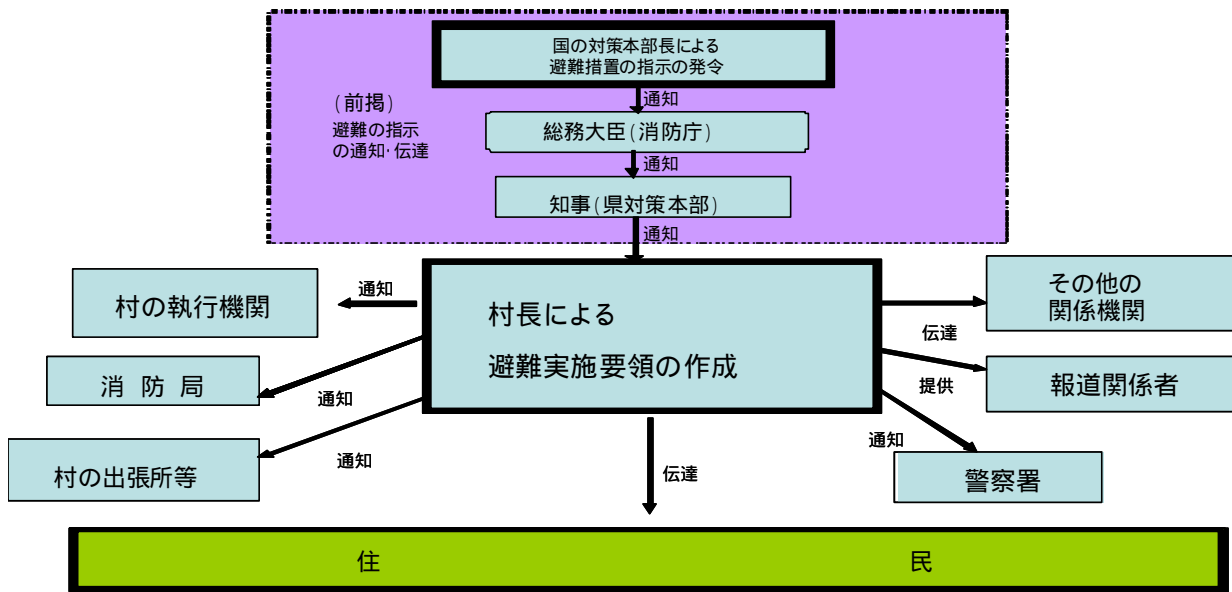 国の対策本部長による
避難措置の指示の発令
通知
(前掲)
避難の指示
の通知・伝達
総務大臣(消防庁)
通知
知事(県対策本部)
通知
村の執行機関
通知
村長による
避難実施要領の作成
その他の
関係機関
伝達
消 防 局
通知
報道関係者
提供
村の出張所等
通知
通知
警察署
伝達
住 民